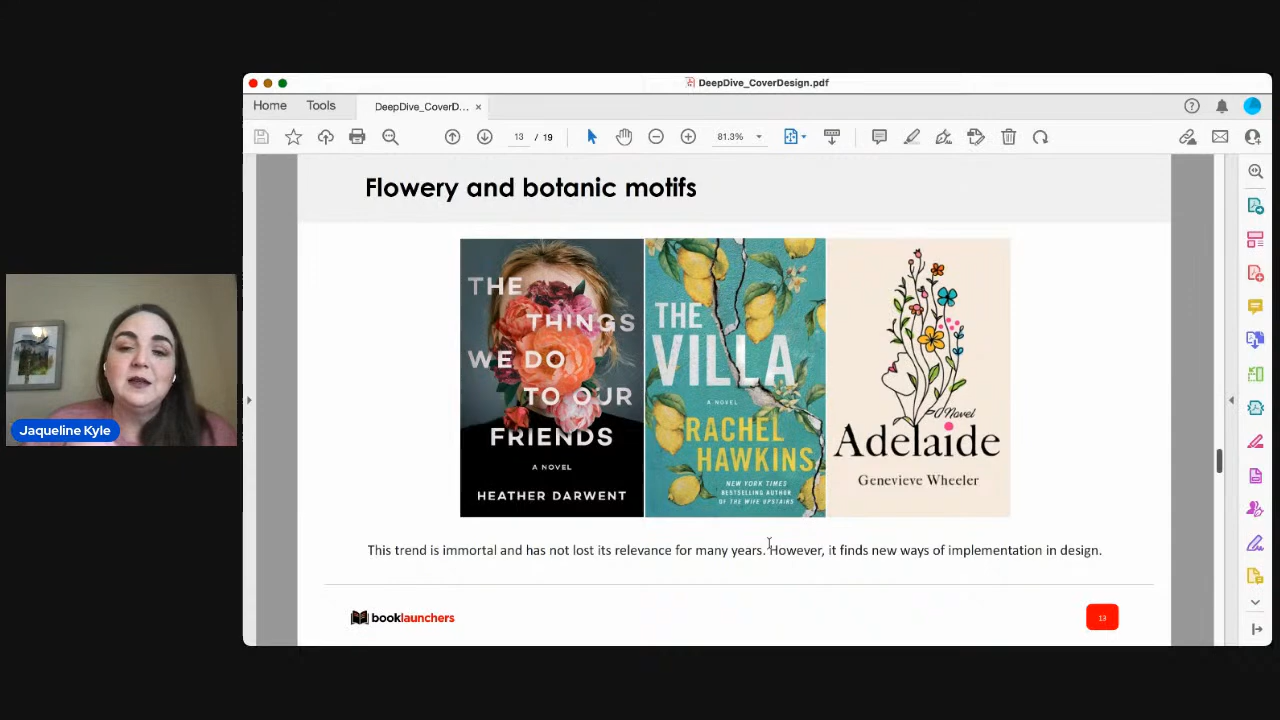 DeepDive_CoverDesign.pdf
Home
Tools
DeepDive_CoverD...
13 / 19
81.3%
Flowery and botanic motifs
THE
THINGS
WE DO
TO OUR
FRIENDS
A NOVEL
HEATHER DARWENT
THE
VILLA
A NOVEL
RACHEL
HAWKINS
NEW YORK TIMES
BESTSELLING AUTHOR
OF THE WIFE UPSTAIRS
a Novel
Adelaide
Genevieve Wheeler
This trend is immortal and has not lost its relevance for many years. However, it finds new ways of implementation in design.
booklaunchers
13
Jaqueline Kyle